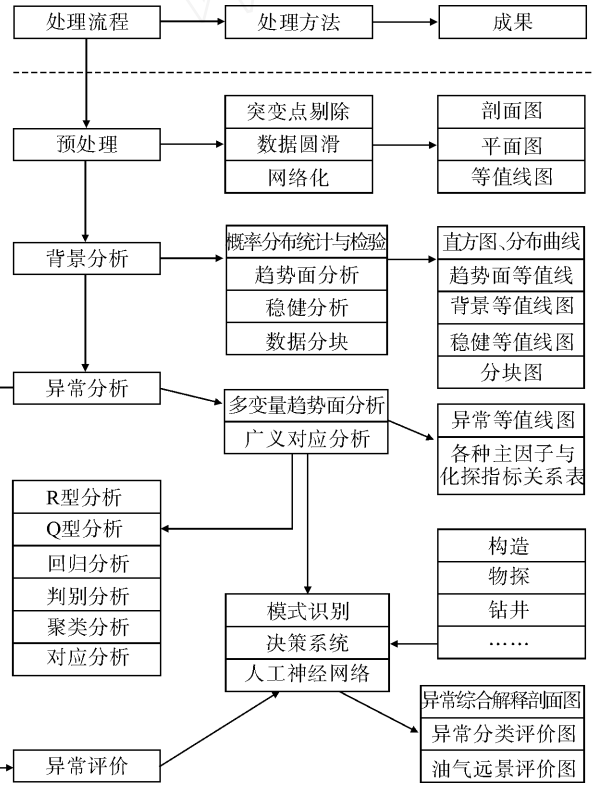 处理流程
处理方法
成果
预处理
突变点剔除
数据圆滑
网络化
剖面图
平面图
等值线图
背景分析
概率分布统计与检验
趋势面分析
稳健分析
数据分块
直方图、分布曲线
趋势面等值线
背景等值线图
稳健等值线图
分块图
异常分析
多变量趋势面分析
广义对应分析
异常等值线图
各种主因子与
化探指标关系表
R型分析
Q型分析
回归分析
判别分析
聚类分析
对应分析
构造
物探
钻井
……
模式识别
决策系统
人工神经网络
异常综合解释剖面图
异常分类评价图
油气远景评价图
异常评价